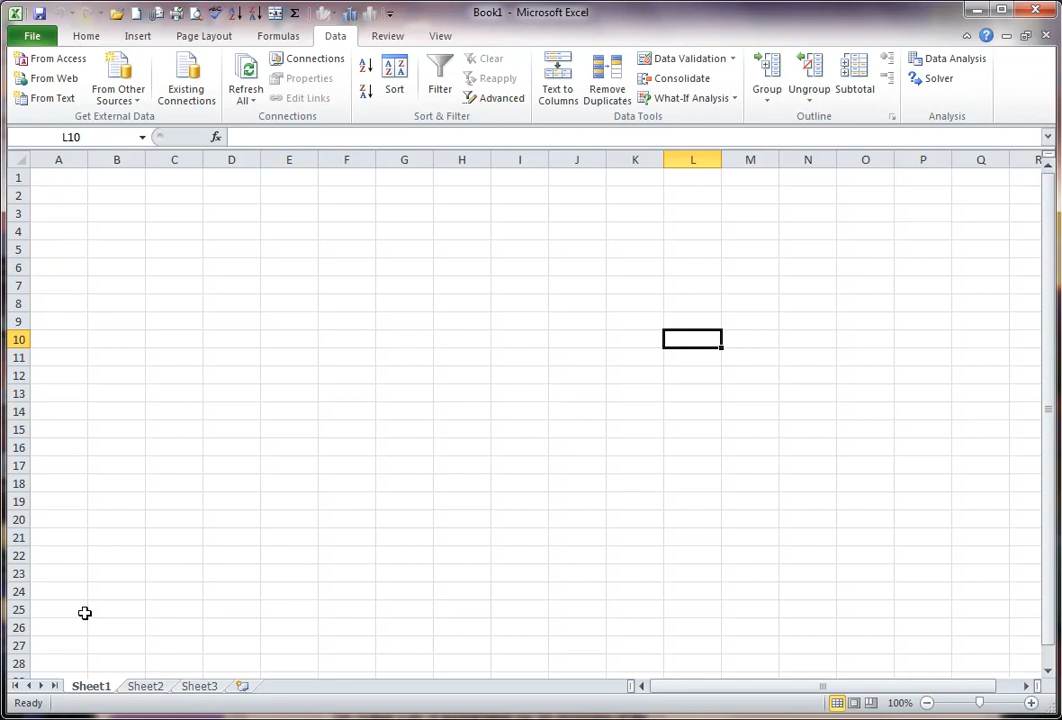 Book1 - Microsoft Excel
File Home Insert Page Layout Formulas Data Review View
From Access
From Web
From Text
From Other Sources
Existing Connections
Get External Data
Refresh All
Connections
Properties
Edit Links
Connections
Sort
Filter
Clear
Reapply
Advanced
Sort & Filter
Text to Columns
Remove Duplicates
Data Validation
Consolidate
What-If Analysis
Data Tools
Group
Ungroup
Subtotal
Outline
Data Analysis
Solver
Analysis
L10 fx
A B C D E F G H I J K L M N O P Q R
1
2
3
4
5
6
7
8
9
10
11
12
13
14
15
16
17
18
19
20
21
22
23
24
25
26
27
28
Sheet1 Sheet2 Sheet3
Ready 100%